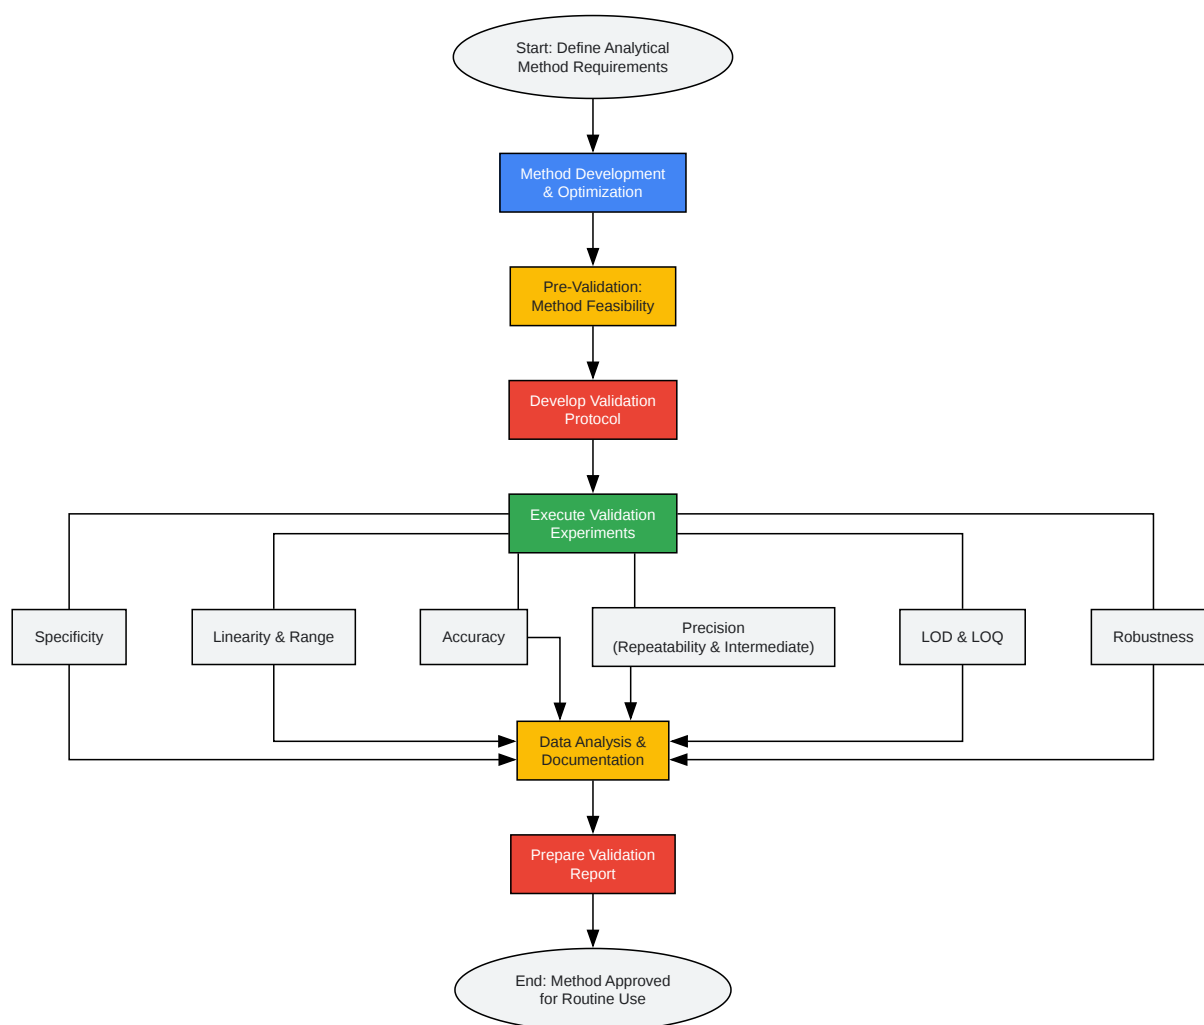 Start: Define Analytical
Method Requirements
Method Development
& Optimization
Pre-Validation:
Method Feasibility
Develop Validation
Protocol
Execute Validation
Experiments
Specificity
Linearity & Range
Accuracy
Precision
(Repeatability & Intermediate)
LOD & LOQ
Robustness
Data Analysis &
Documentation
Prepare Validation
Report
End: Method Approved
for Routine Use